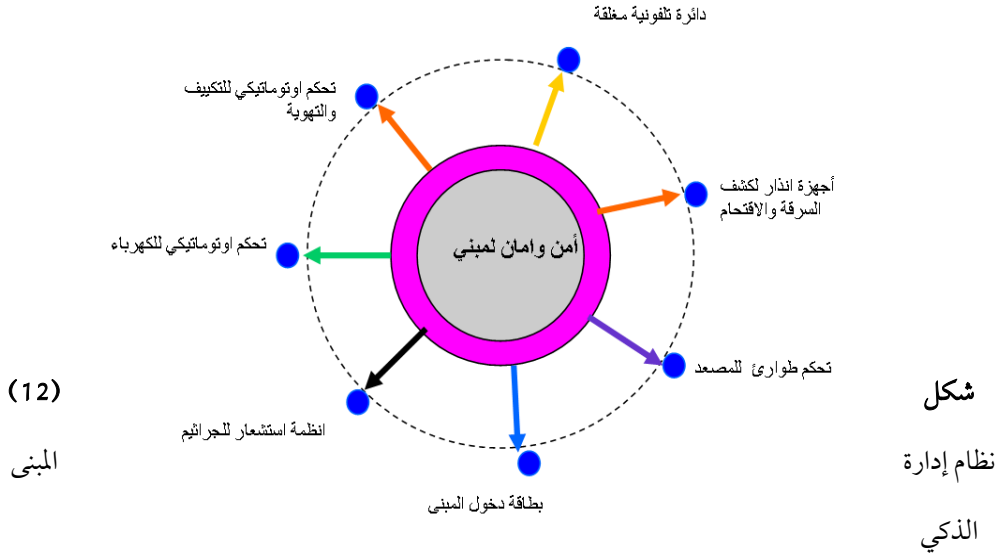 دائرة تلفونية مغلقة
تحكم اوتوماتيكي للتكييف
والتهوية
أجهزة انذار لكشف
السرقة والاقتحام
تحكم اوتوماتيكي للكهرباء
أمن وامان لمبني
تحكم طوارئ للمصعد
انظمة استشعار للجراثيم
بطاقة دخول المبنى
شكل (12)
نظام إدارة المبنى
الذكي